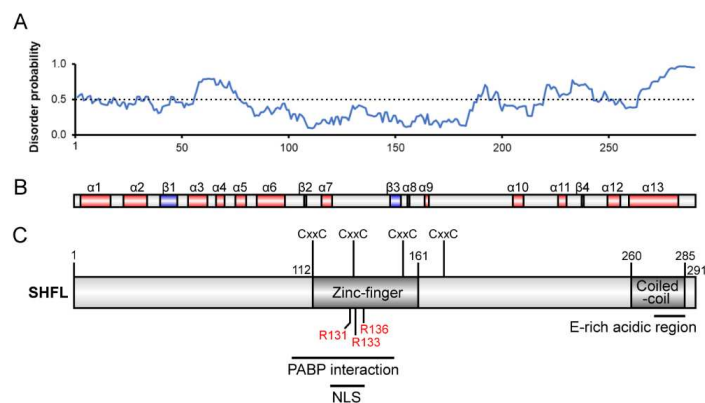 A
Disorder probability
1.0
0.5
0.0
1
50
100
150
200
250
B
α1 α2 β1 α3 α4 α5 α6 β2 α7 β3 α8 α9 α10 α11 β4 α12 α13
C
CxxC CxxC CxxC CxxC
1 112 161 260 285 291
SHFL
Zinc-finger
Coiled
-coil
R131 R136
R133
E-rich acidic region
PABP interaction
NLS